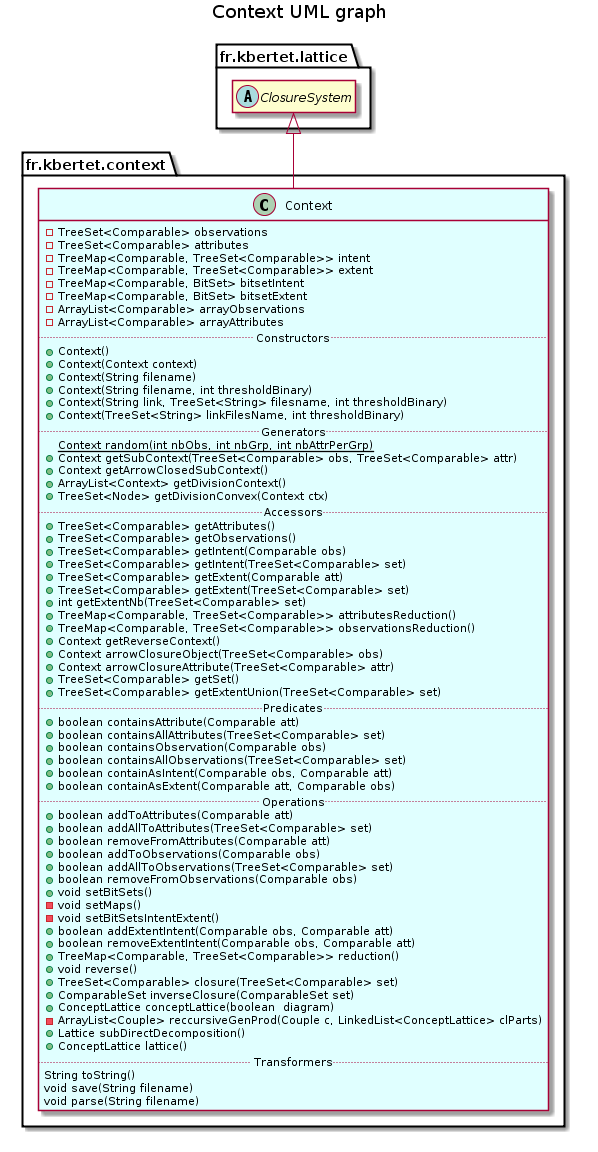 Context UML graph
fr.kbertet.lattice
A ClosureSystem
fr.kbertet.context
C Context
TreeSet<Comparable> observations
TreeSet<Comparable> attributes
TreeMap<Comparable, TreeSet<Comparable>> intent
TreeMap<Comparable, TreeSet<Comparable>> extent
TreeMap<Comparable, BitSet> bitsetIntent
TreeMap<Comparable, BitSet> bitsetExtent
ArrayList<Comparable> arrayObservations
ArrayList<Comparable> arrayAttributes
Constructors
Context()
Context(Context context)
Context(String filename)
Context(String filename, int thresholdBinary)
Context(String link, TreeSet<String> filesname, int thresholdBinary)
Context(TreeSet<String> linkFilesName, int thresholdBinary)
Generators
Context random(int nbObs, int nbGrp, int nbAttrPerGrp)
Context getSubContext(TreeSet<Comparable> obs, TreeSet<Comparable> attr)
Context getArrowClosedSubContext()
ArrayList<Context> getDivisionContext()
TreeSet<Node> getDivisionConvex(Context ctx)
Accessors
TreeSet<Comparable> getAttributes()
TreeSet<Comparable> getObservations()
TreeSet<Comparable> getIntent(Comparable obs)
TreeSet<Comparable> getIntent(TreeSet<Comparable> set)
TreeSet<Comparable> getExtent(Comparable att)
TreeSet<Comparable> getExtent(TreeSet<Comparable> set)
int getExtentNb(TreeSet<Comparable> set)
TreeMap<Comparable, TreeSet<Comparable>> attributesReduction()
TreeMap<Comparable, TreeSet<Comparable>> observationsReduction()
Context getReverseContext()
Context arrowClosureObject(TreeSet<Comparable> obs)
Context arrowClosureAttribute(TreeSet<Comparable> attr)
TreeSet<Comparable> getSet()
TreeSet<Comparable> getExtentUnion(TreeSet<Comparable> set)
Predicates
boolean containsAttribute(Comparable att)
boolean containsAllAttributes(TreeSet<Comparable> set)
boolean containsObservation(Comparable obs)
boolean containsAllObservations(TreeSet<Comparable> set)
boolean containAsIntent(Comparable obs, Comparable att)
boolean containAsExtent(Comparable att, Comparable obs)
Operations
boolean addToAttributes(Comparable att)
boolean addAllToAttributes(TreeSet<Comparable> set)
boolean removeFromAttributes(Comparable att)
boolean addToObservations(Comparable obs)
boolean addAllToObservations(TreeSet<Comparable> set)
boolean removeFromObservations(Comparable obs)
void setBitSets()
void setMaps()
void setBitSetsIntentExtent()
boolean addExtentIntent(Comparable obs, Comparable att)
boolean removeExtentIntent(Comparable obs, Comparable att)
TreeMap<Comparable, TreeSet<Comparable>> reduction()
void reverse()
TreeSet<Comparable> closure(TreeSet<Comparable> set)
ComparableSet inverseClosure(ComparableSet set)
ConceptLattice conceptLattice(boolean  diagram)
ArrayList<Couple> reccursiveGenProd(Couple c, LinkedList<ConceptLattice> clParts)
Lattice subDirectDecomposition()
ConceptLattice lattice()
Transformers
String toString()
void save(String filename)
void parse(String filename)